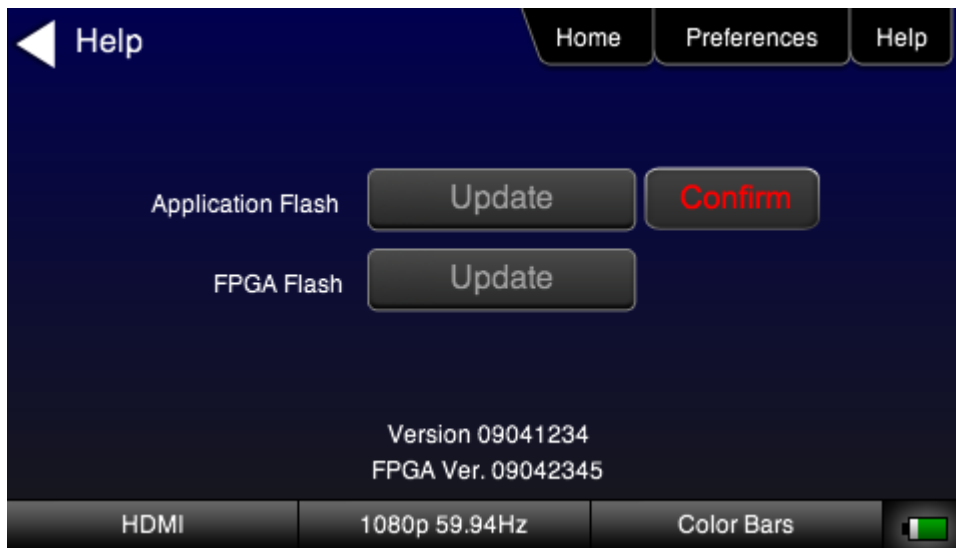 Help
Home Preferences Help
Application Flash Update Confirm
FPGA Flash Update
Version 09041234
FPGA Ver. 09042345
HDMI 1080p 59.94Hz Color Bars